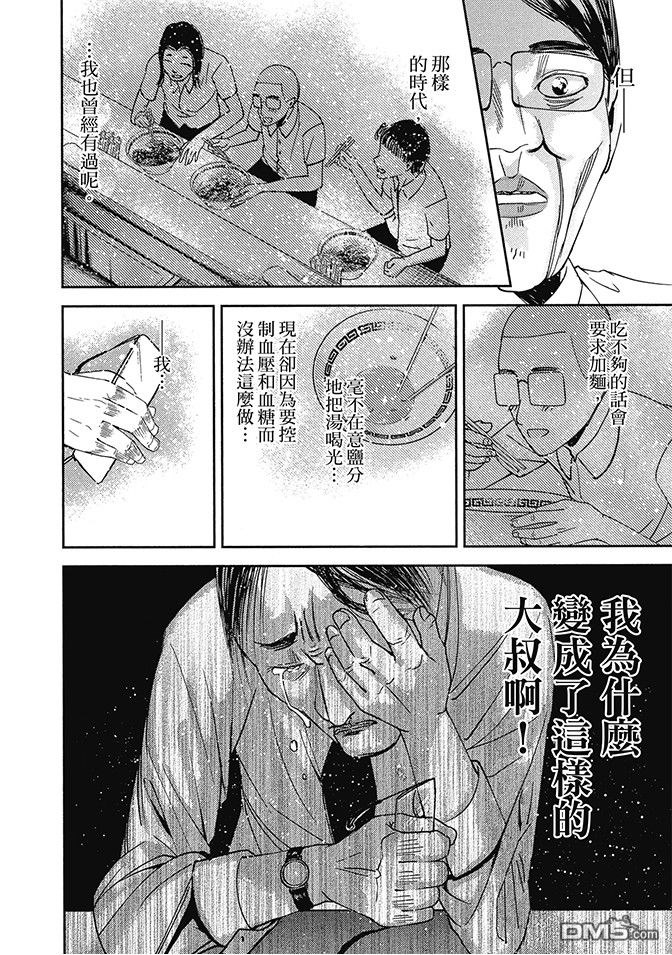 但——
那樣
的時代，
…我也曾經有過呢。
吃不夠的話會
要求加麵，
毫不在意鹽分
地把湯喝光…
現在卻因為要控
制血壓和血糖而
沒辦法這麼做…
——我…
我為什麼
變成了這樣的
大叔啊！
DM5.com